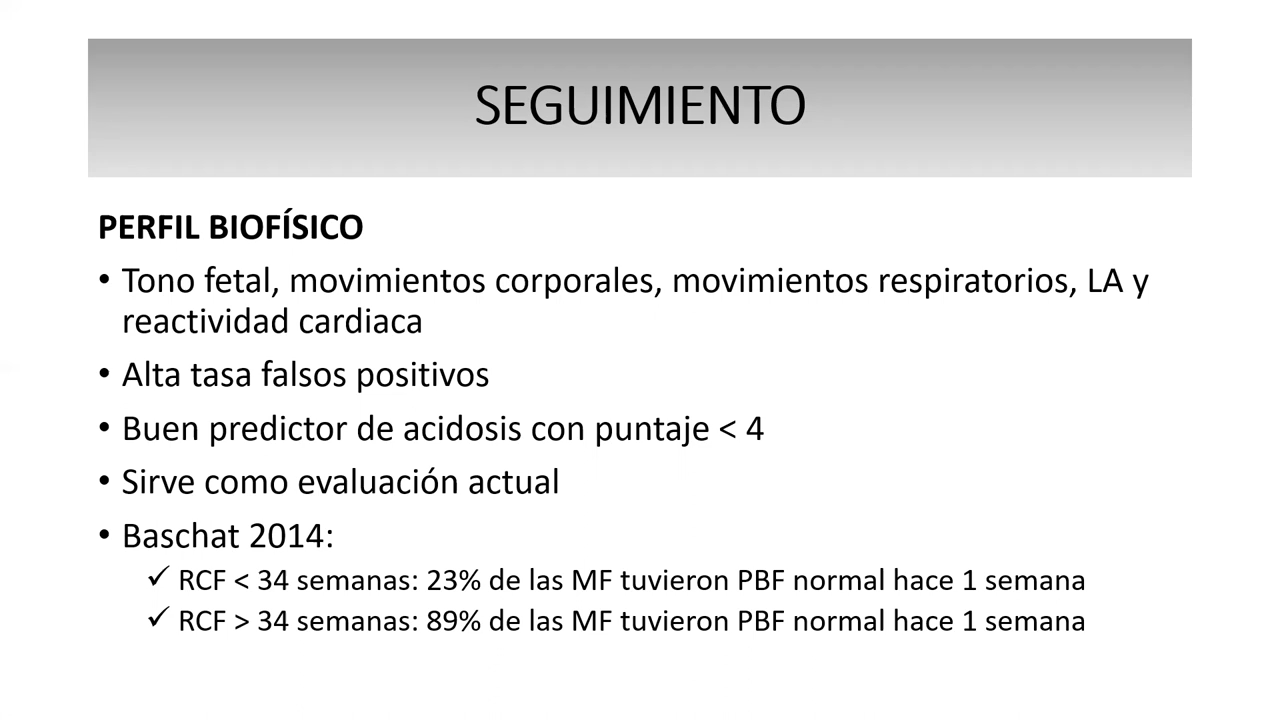 SEGUIMIENTO
PERFIL BIOFÍSICO
• Tono fetal, movimientos corporales, movimientos respiratorios, LA y
reactividad cardiaca
• Alta tasa falsos positivos
• Buen predictor de acidosis con puntaje < 4
• Sirve como evaluación actual
• Baschat 2014:
✓ RCF < 34 semanas: 23% de las MF tuvieron PBF normal hace 1 semana
✓ RCF > 34 semanas: 89% de las MF tuvieron PBF normal hace 1 semana